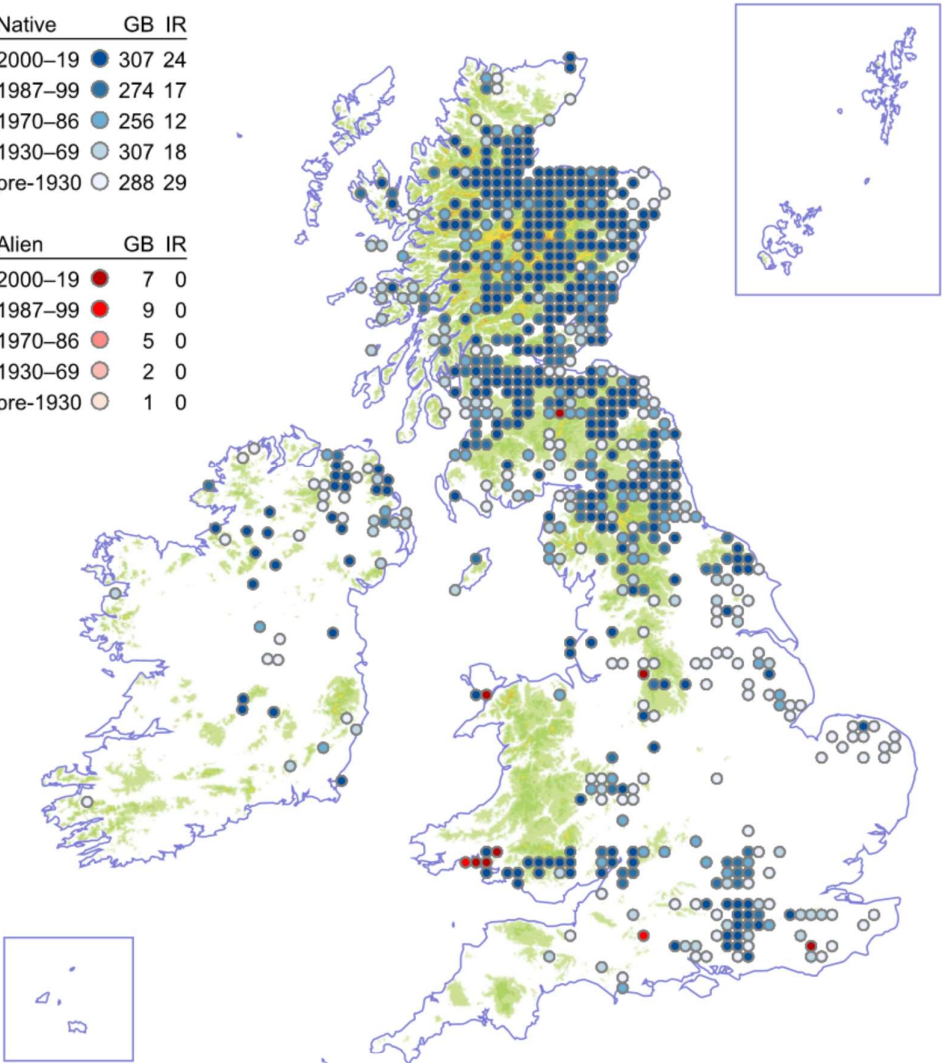 Native GB IR
2000–19 307 24
1987–99 274 17
1970–86 256 12
1930–69 307 18
pre-1930 288 29
Alien GB IR
2000–19 7 0
1987–99 9 0
1970–86 5 0
1930–69 2 0
pre-1930 1 0